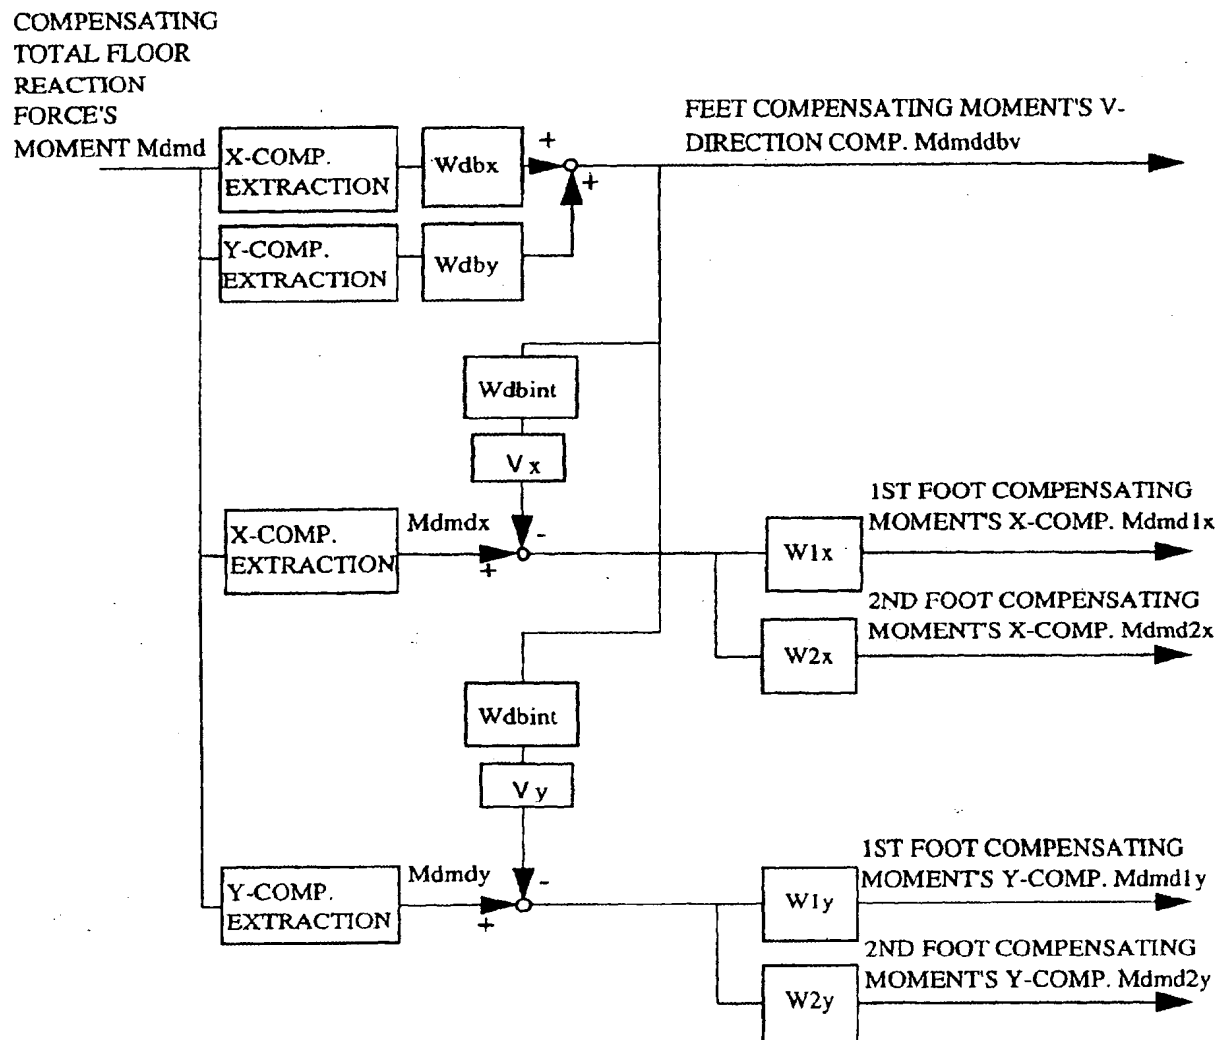 COMPENSATING
TOTAL FLOOR
REACTION
FORCE'S
MOMENT Mdmd
FEET COMPENSATING MOMENT'S V-
DIRECTION COMP. Mdmddbv
X-COMP.
EXTRACTION
Wdbx
+
+
Y-COMP.
EXTRACTION
Wdby
Wdbint
Vx
X-COMP.
EXTRACTION
Mdmdx
-
+
1ST FOOT COMPENSATING
MOMENT'S X-COMP. Mdmd1x
W1x
2ND FOOT COMPENSATING
MOMENT'S X-COMP. Mdmd2x
W2x
Wdbint
Vy
Y-COMP.
EXTRACTION
Mdmdy
-
+
1ST FOOT COMPENSATING
MOMENT'S Y-COMP. Mdmd1y
W1y
2ND FOOT COMPENSATING
MOMENT'S Y-COMP. Mdmd2y
W2y